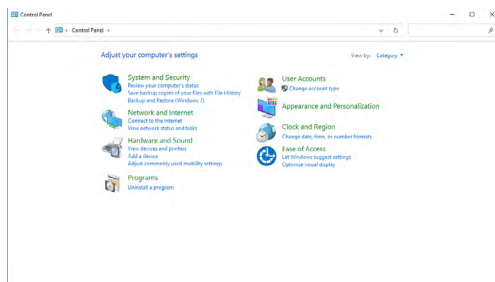 Control Panel
Control Panel
Adjust your computer's settings
View by: Category
System and Security
Review your computer's status
Save backup copies of your files with File History
Backup and Restore (Windows 7)
Network and Internet
Connect to the Internet
View network status and tasks
Hardware and Sound
View devices and printers
Add a device
Adjust commonly used mobility settings
Programs
Uninstall a program
User Accounts
Change account type
Appearance and Personalization
Clock and Region
Change date, time, or number formats
Ease of Access
Let Windows suggest settings
Optimize visual display